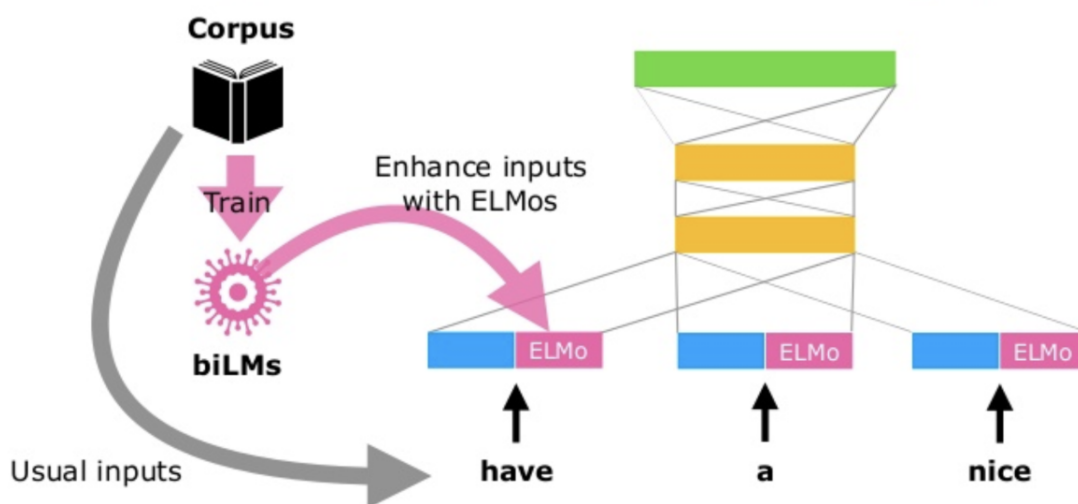 Corpus
Train
biLMs
Enhance inputs
with ELMos
ELMo
ELMo
ELMo
Usual inputs
have
a
nice